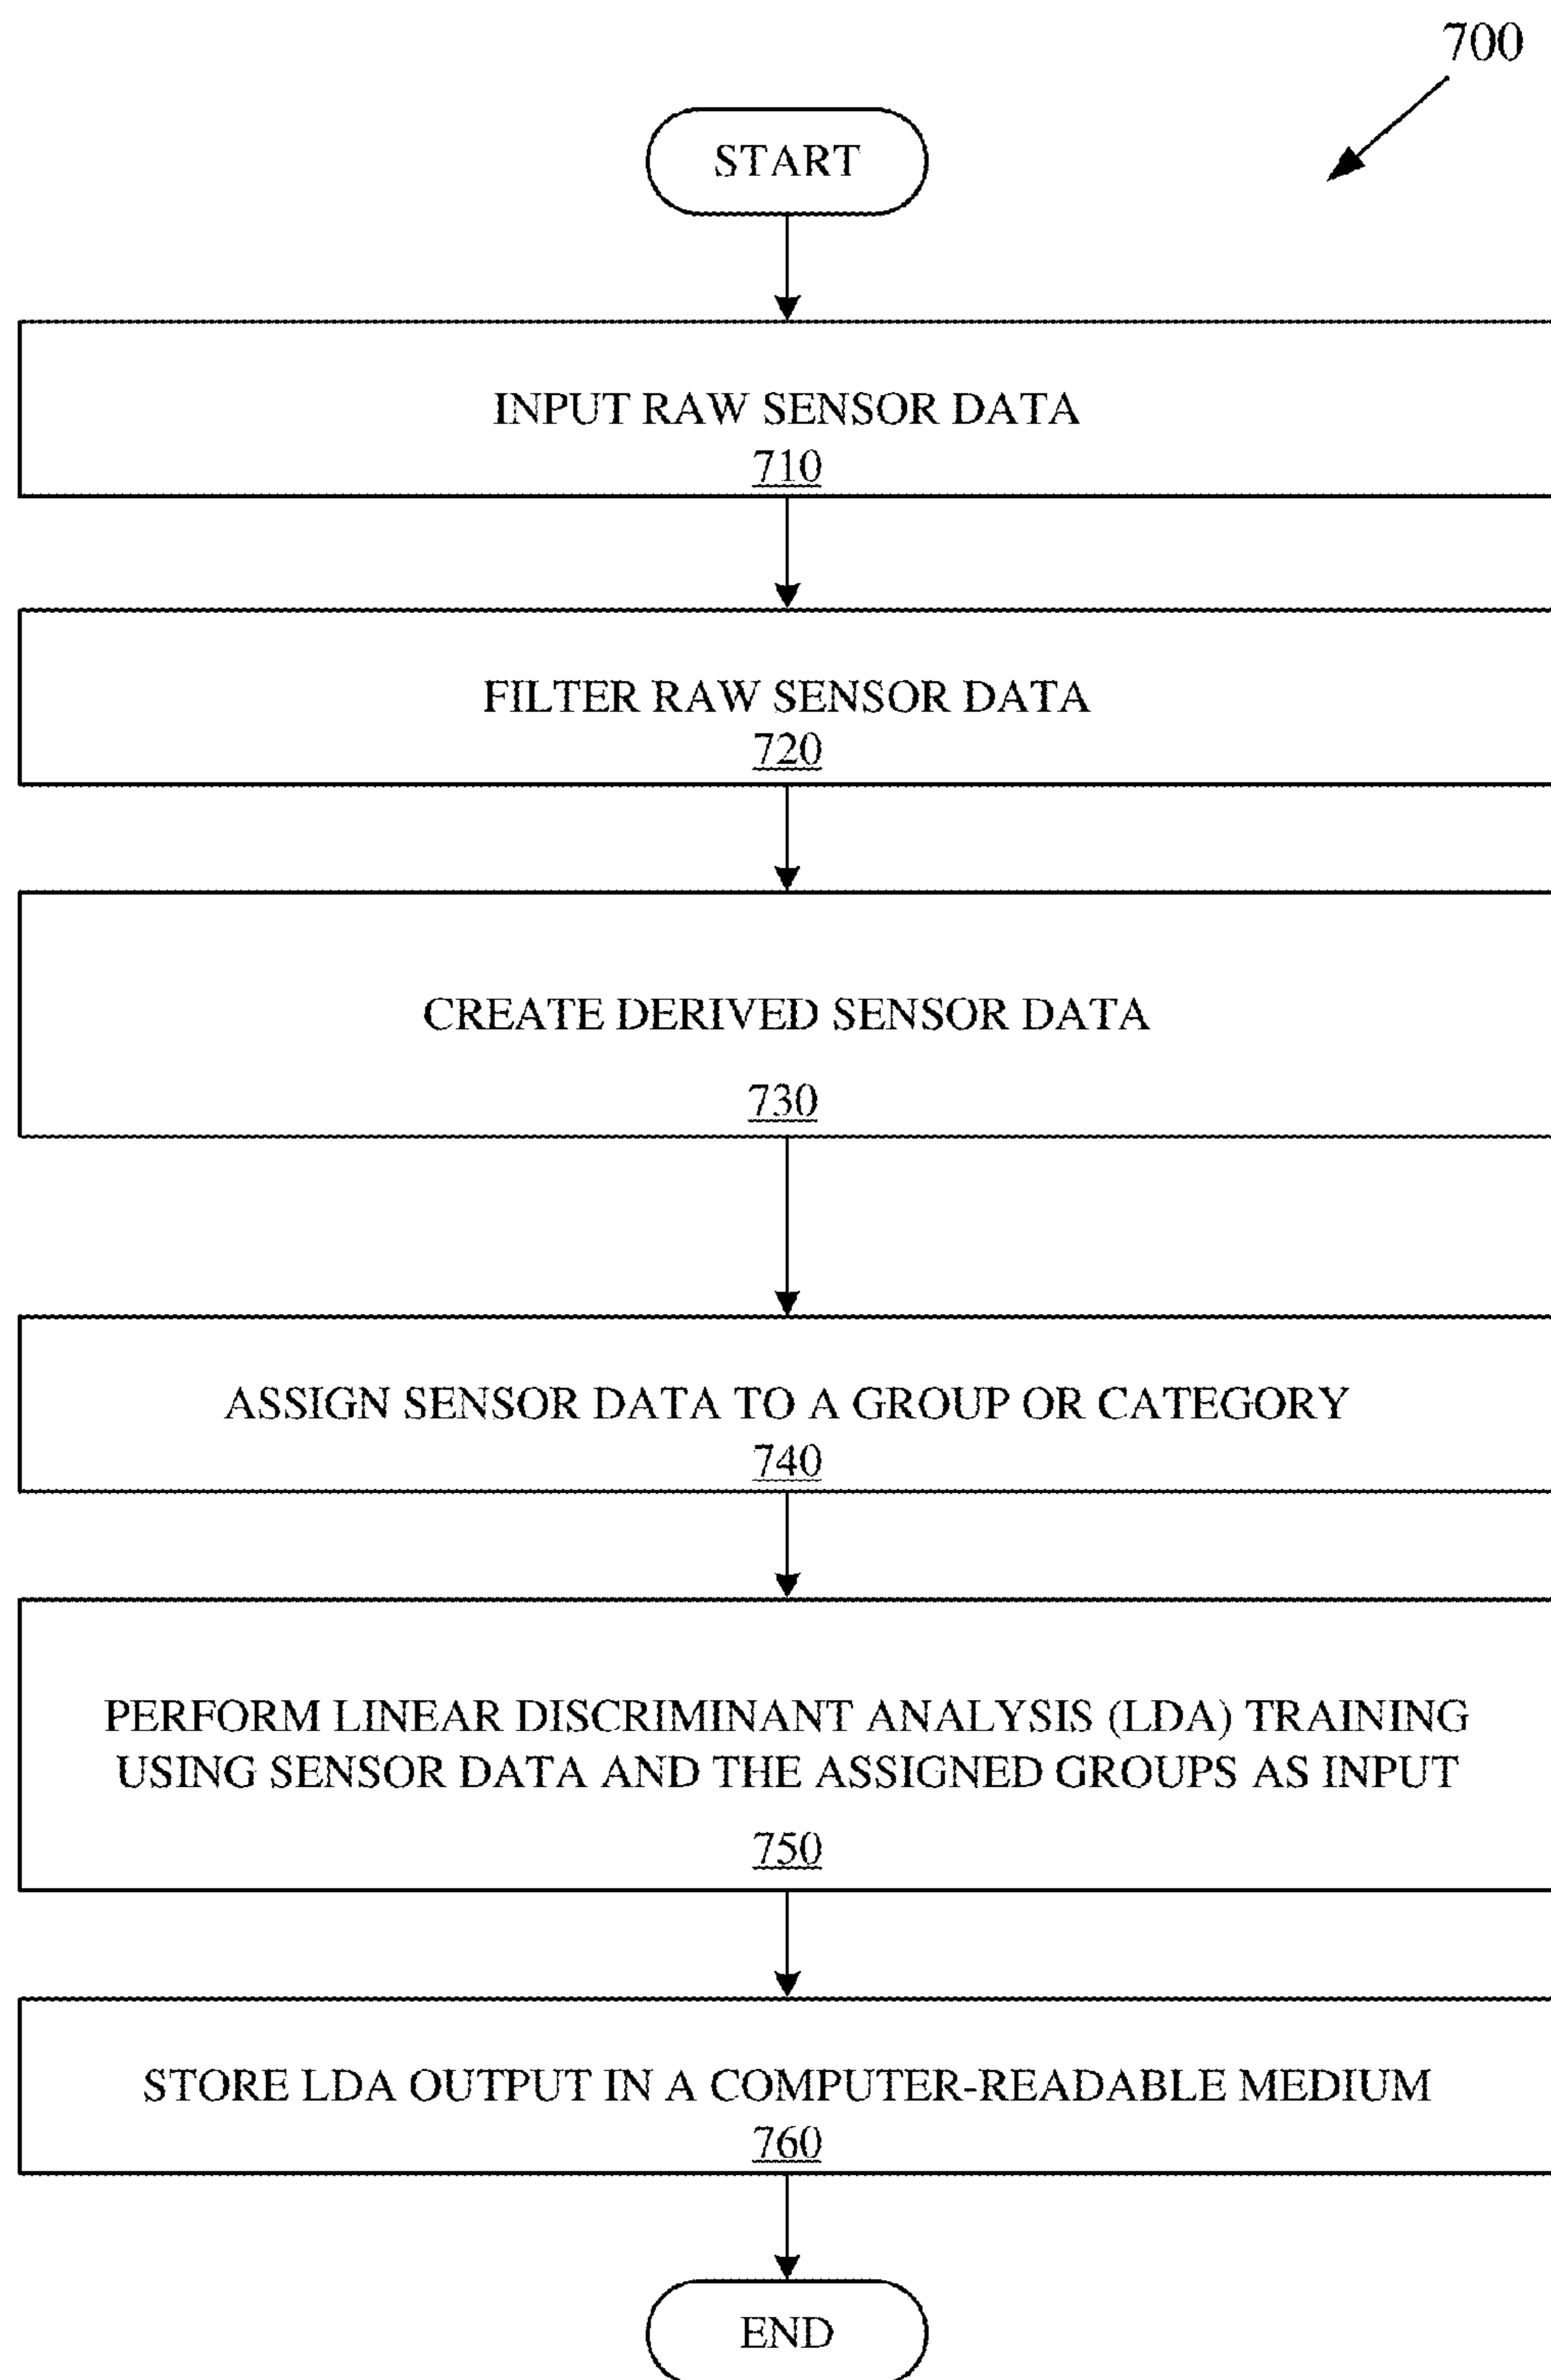 700
START
INPUT RAW SENSOR DATA
710
FILTER RAW SENSOR DATA
720
CREATE DERIVED SENSOR DATA
730
ASSIGN SENSOR DATA TO A GROUP OR CATEGORY
740
PERFORM LINEAR DISCRIMINANT ANALYSIS (LDA) TRAINING
USING SENSOR DATA AND THE ASSIGNED GROUPS AS INPUT
750
STORE LDA OUTPUT IN A COMPUTER-READABLE MEDIUM
760
END